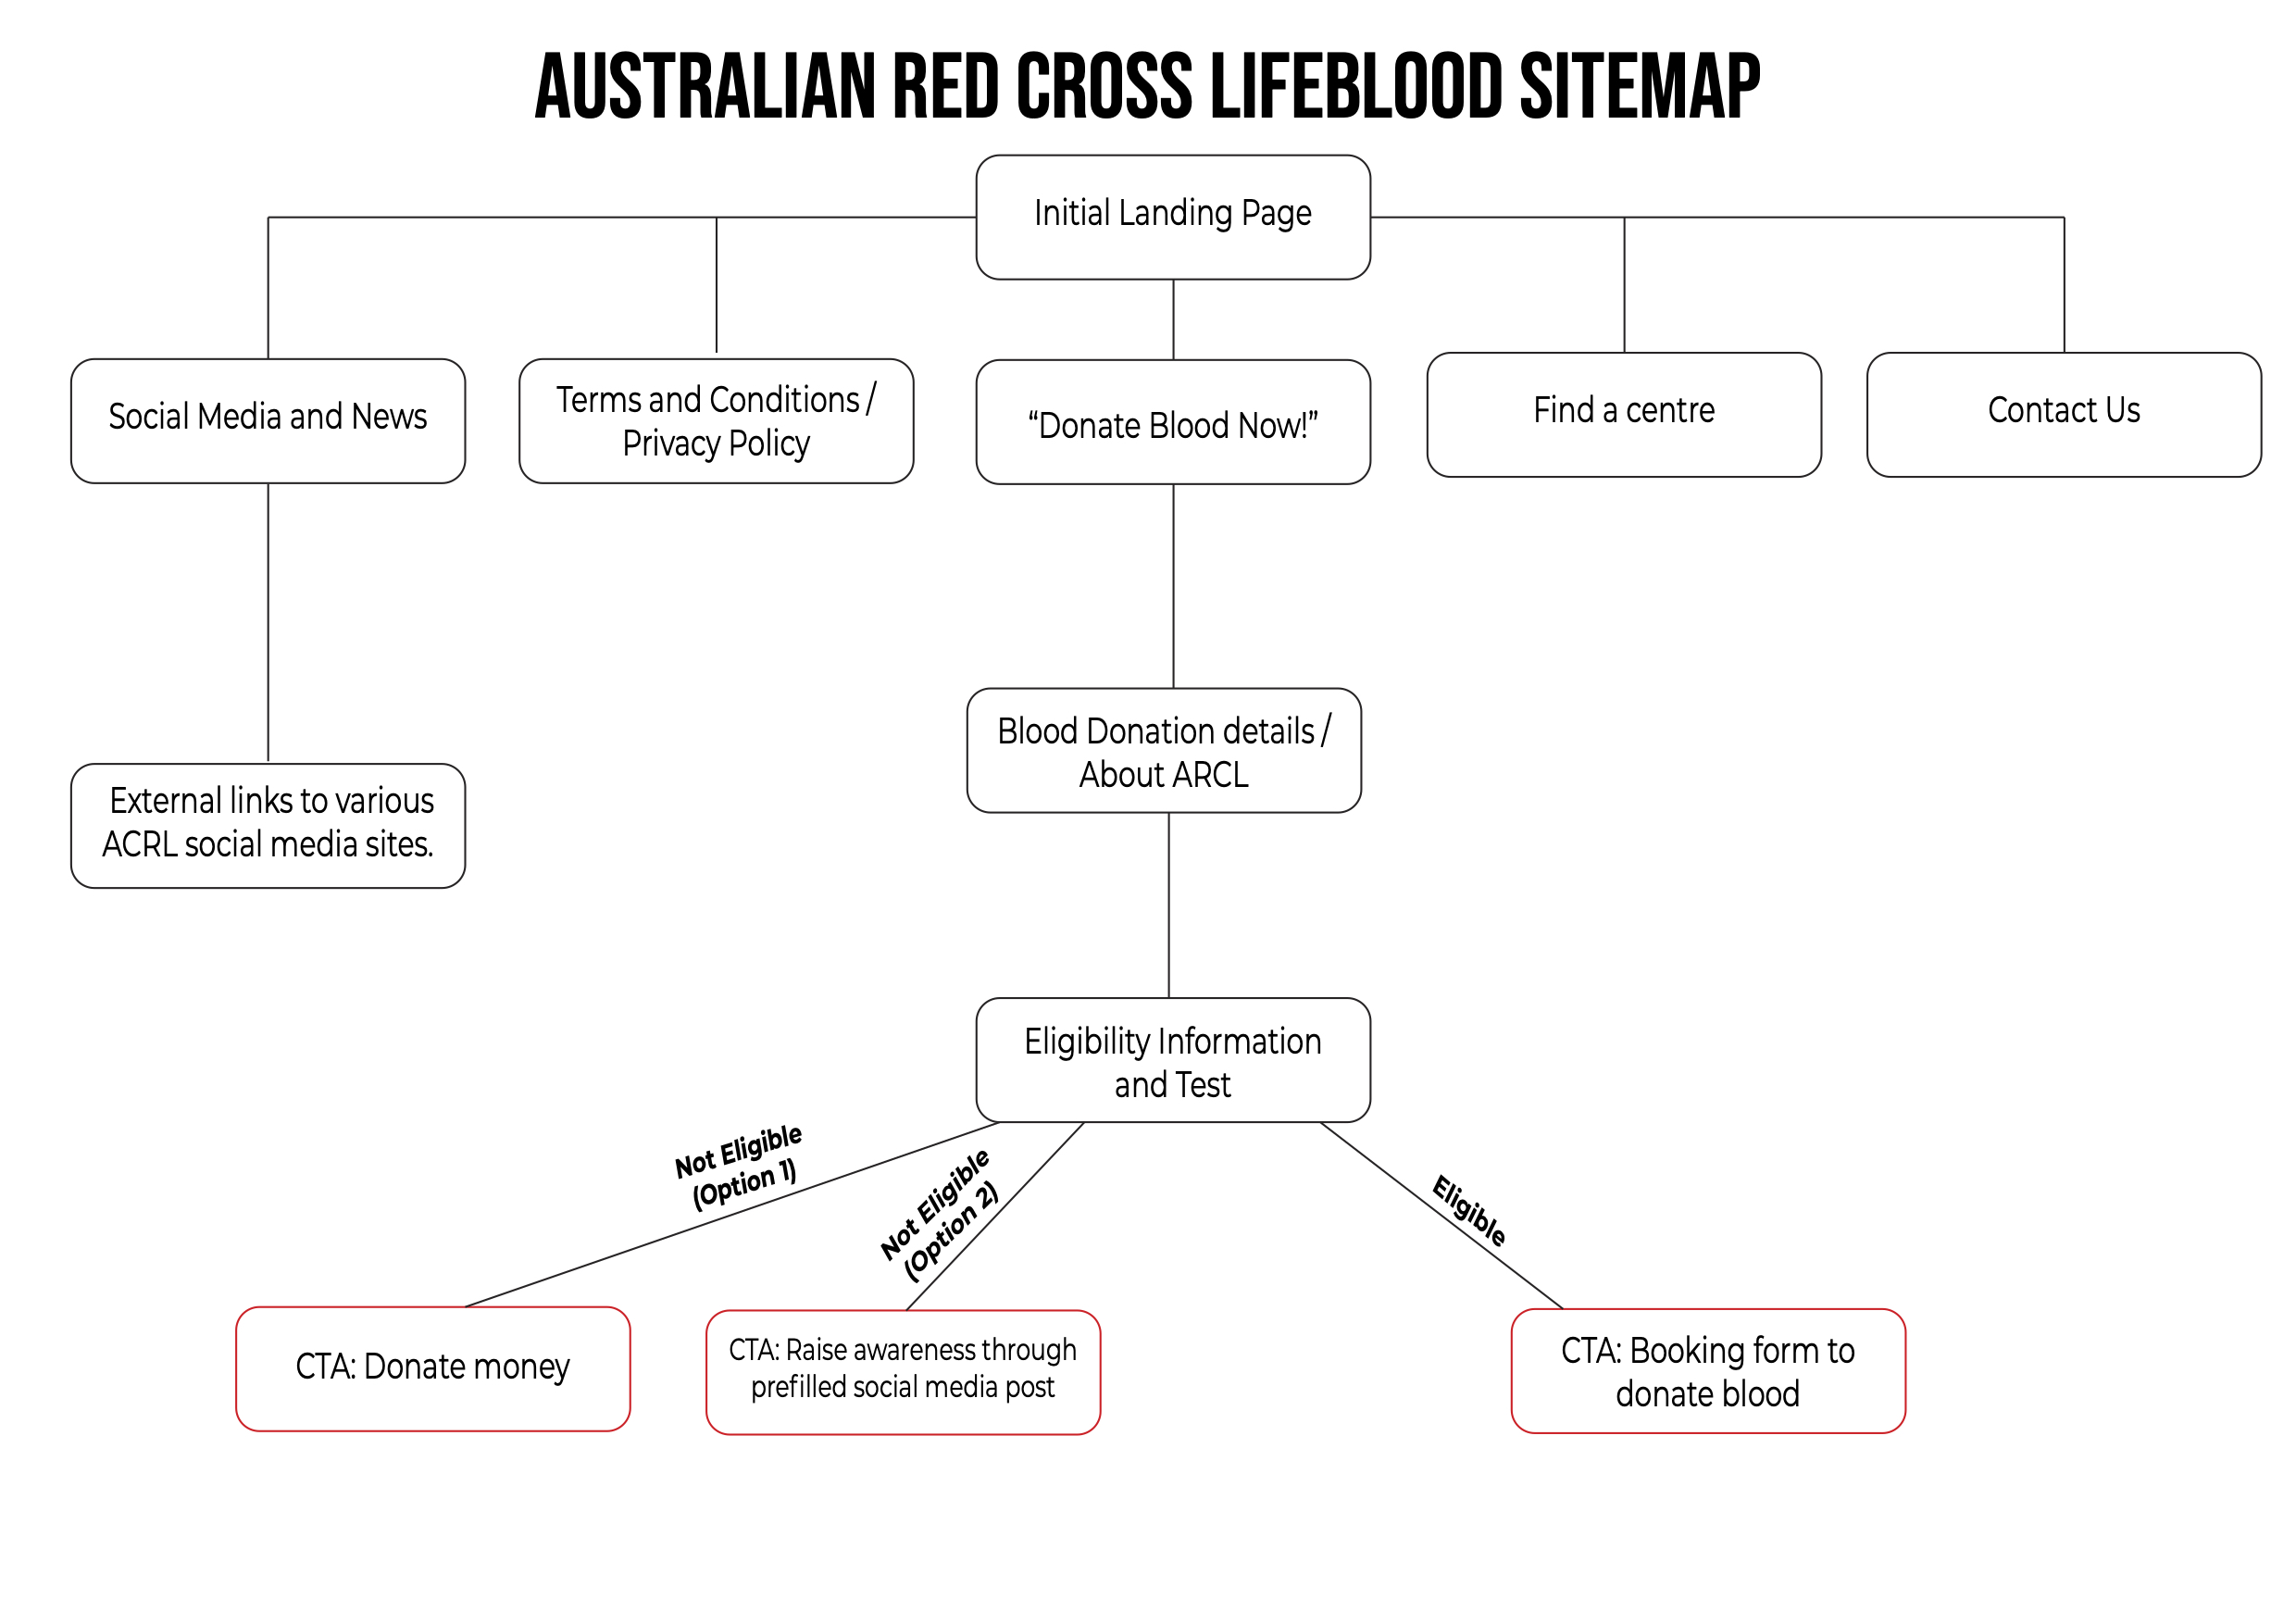 AUSTRALIAN RED CROSS LIFEBLOOD SITEMAP
Initial Landing Page
Social Media and News
Terms and Conditions /
Privacy Policy
“Donate Blood Now!”
Find a centre
Contact Us
Blood Donation details /
About ARCL
External links to various
ACRL social media sites.
Eligibility Information
and Test
Not Eligible
(Option 1)
Not Eligible
(Option 2)
Eligible
CTA: Donate money
CTA: Raise awareness through
prefilled social media post
CTA: Booking form to
donate blood